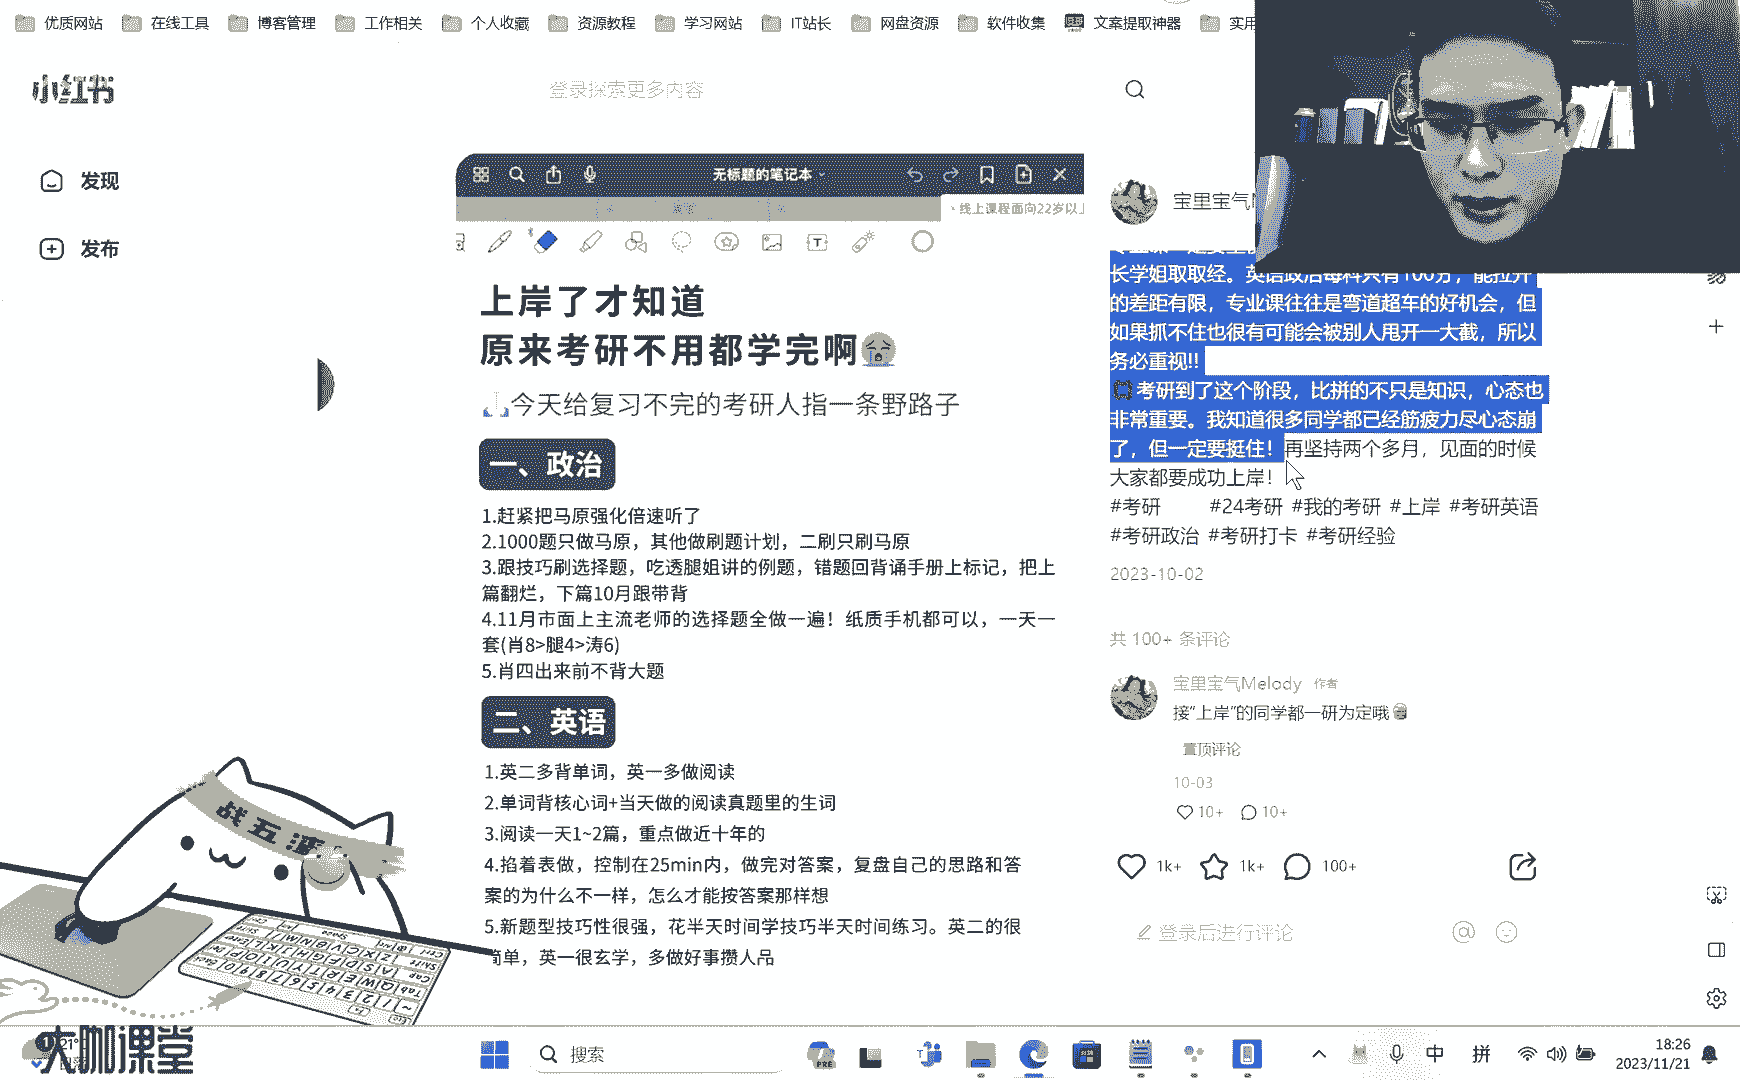 优质网站 在线工具 博客管理 工作相关 个人收藏 资源教程 学习网站 IT站长 网盘资源 软件收集 文案提取神器 实用
小红书
登录探索更多内容
发现
发布
无标题的笔记本
线上课程面向22岁以上
上岸了才知道
原来考研不用都学完啊
今天给复习不完的考研人指一条野路子
一、政治
1.赶紧把马原强化倍速听了
2.1000题只做马原，其他做刷题计划，二刷只刷马原
3.跟技巧刷选择题，吃透腿姐讲的例题，错题回背诵手册上标记，把上
篇翻烂，下篇10月跟带背
4.11月市面上主流老师的选择题全做一遍！纸质手机都可以，一天一
套(肖8>腿4>涛6)
5.肖四出来前不背大题
二、英语
1.英二多背单词，英一多做阅读
2.单词背核心词+当天做的阅读真题里的生词
3.阅读一天1~2篇，重点做近十年的
4.掐着表做，控制在25min内，做完对答案，复盘自己的思路和答
案的为什么不一样，怎么才能按答案那样想
5.新题型技巧性很强，花半天时间学技巧半天时间练习。英二的很
简单，英一很玄学，多做好事攒人品
宝里宝气
长学姐取取经。英语政治每科只有100分，能拉开
的差距有限，专业课往往是弯道超车的好机会，但
如果抓不住也很有可能会被别人甩开一大截，所以
务必重视!!
考研到了这个阶段，比拼的不只是知识，心态也
非常重要。我知道很多同学都已经筋疲力尽心态崩
了，但一定要挺住！再坚持两个多月，见面的时候
大家都要成功上岸！
#考研 #24考研 #我的考研 #上岸 #考研英语
#考研政治 #考研打卡 #考研经验
2023-10-02
共 100+ 条评论
宝里宝气Melody 作者
接“上岸”的同学都一研为定哦
置顶评论
10-03
10+ 10+
1k+ 1k+ 100+
登录后进行评论
战五渣
大咖课堂
21°
搜索
PRE
中 拼
18:26
2023/11/21